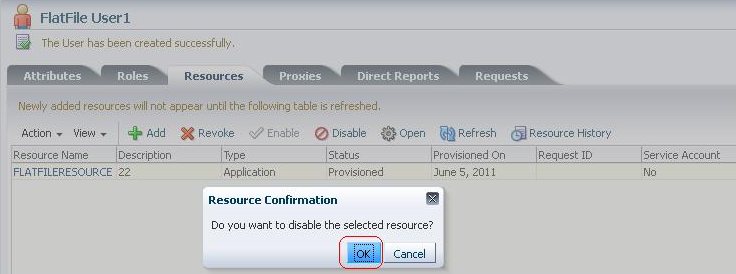 FlatFile User1
The User has been created successfully.
Attributes Roles Resources Proxies Direct Reports Requests
Newly added resources will not appear until the following table is refreshed.
Action View Add Revoke Enable Disable Open Refresh Resource History
Resource Name Description Type Status Provisioned On Request ID Service Account
FLATFILERESOURCE 22 Application Provisioned June 5, 2011 No
Resource Confirmation
Do you want to disable the selected resource?
OK Cancel